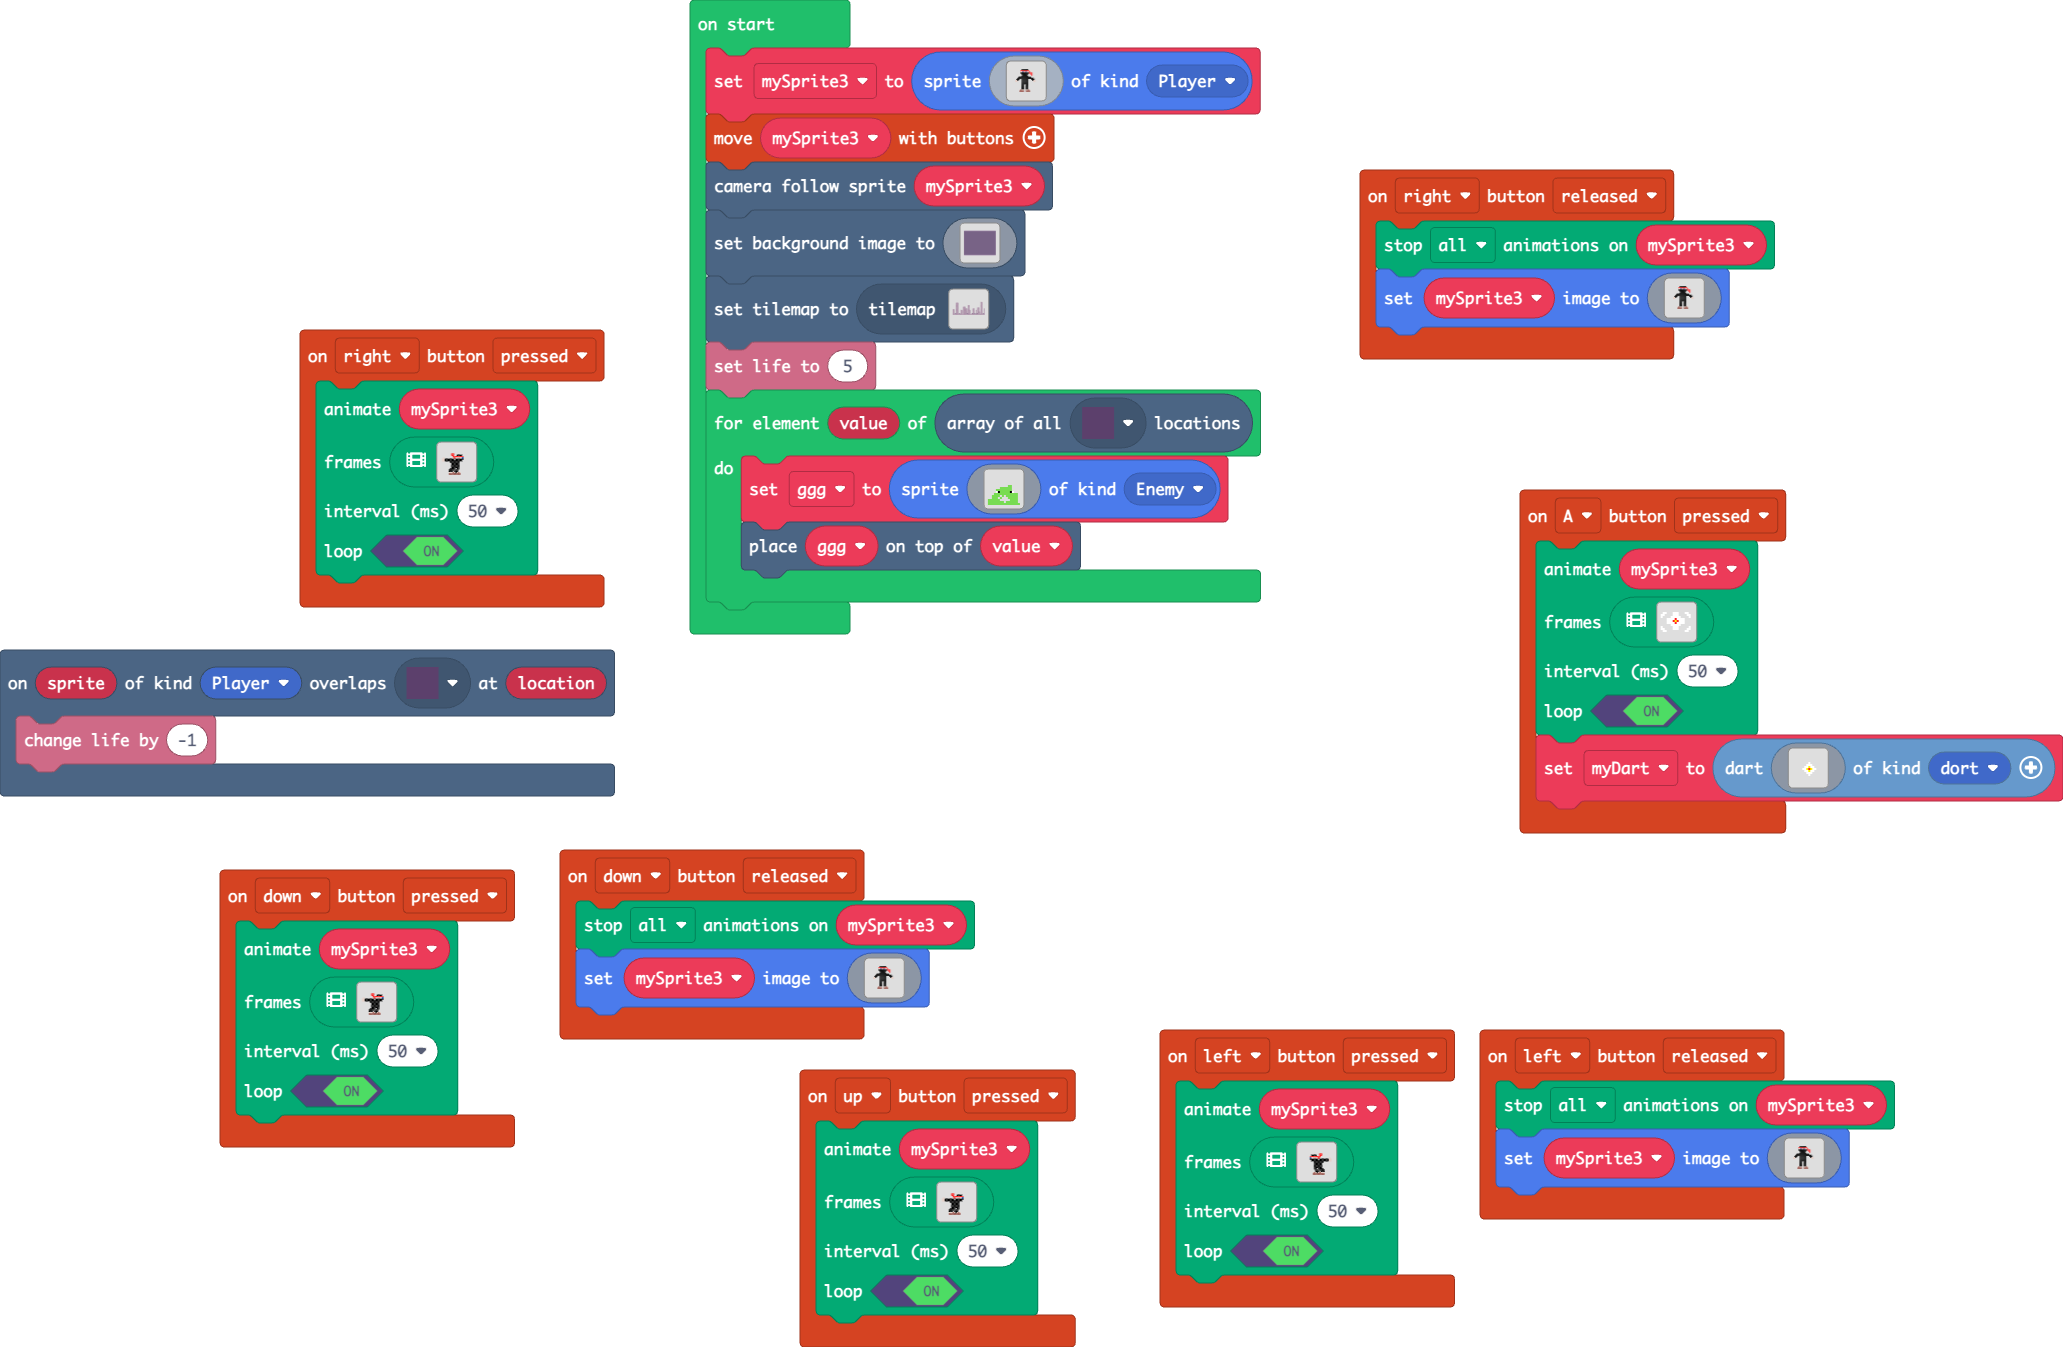 on start
set mySprite3 to sprite of kind Player
move mySprite3 with buttons
camera follow sprite mySprite3
set background image to
set tilemap to tilemap
set life to 5
for element value of array of all locations
do
set ggg to sprite of kind Enemy
place ggg on top of value
on right button released
stop all animations on mySprite3
set mySprite3 image to
on right button pressed
animate mySprite3
frames
interval (ms) 50
loop ON
on A button pressed
animate mySprite3
frames
interval (ms) 50
loop ON
set myDart to dart of kind dort
on sprite of kind Player overlaps at location
change life by -1
on down button pressed
animate mySprite3
frames
interval (ms) 50
loop ON
on down button released
stop all animations on mySprite3
set mySprite3 image to
on up button pressed
animate mySprite3
frames
interval (ms) 50
loop ON
on left button pressed
animate mySprite3
frames
interval (ms) 50
loop ON
on left button released
stop all animations on mySprite3
set mySprite3 image to